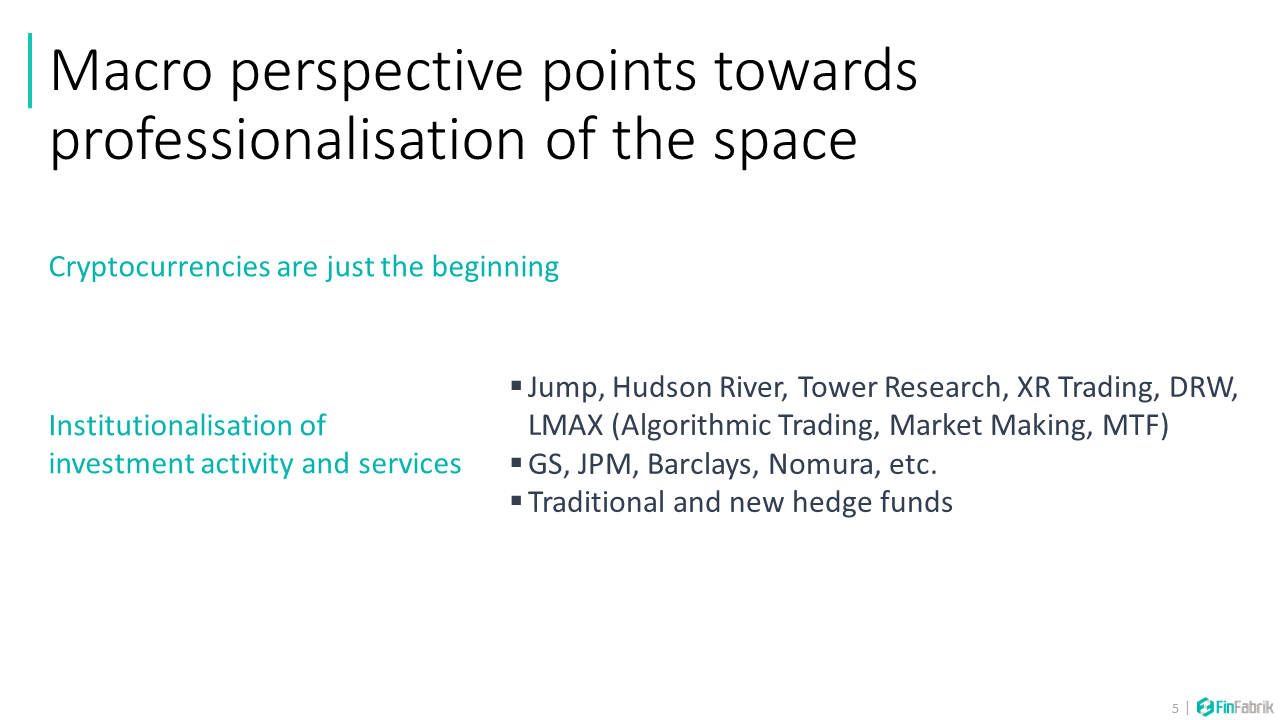 Macro perspective points towards
professionalisation of the space
Cryptocurrencies are just the beginning
Institutionalisation of
investment activity and services
▪ Jump, Hudson River, Tower Research, XR Trading, DRW,
LMAX (Algorithmic Trading, Market Making, MTF)
▪ GS, JPM, Barclays, Nomura, etc.
▪ Traditional and new hedge funds
5 | FinFabrik